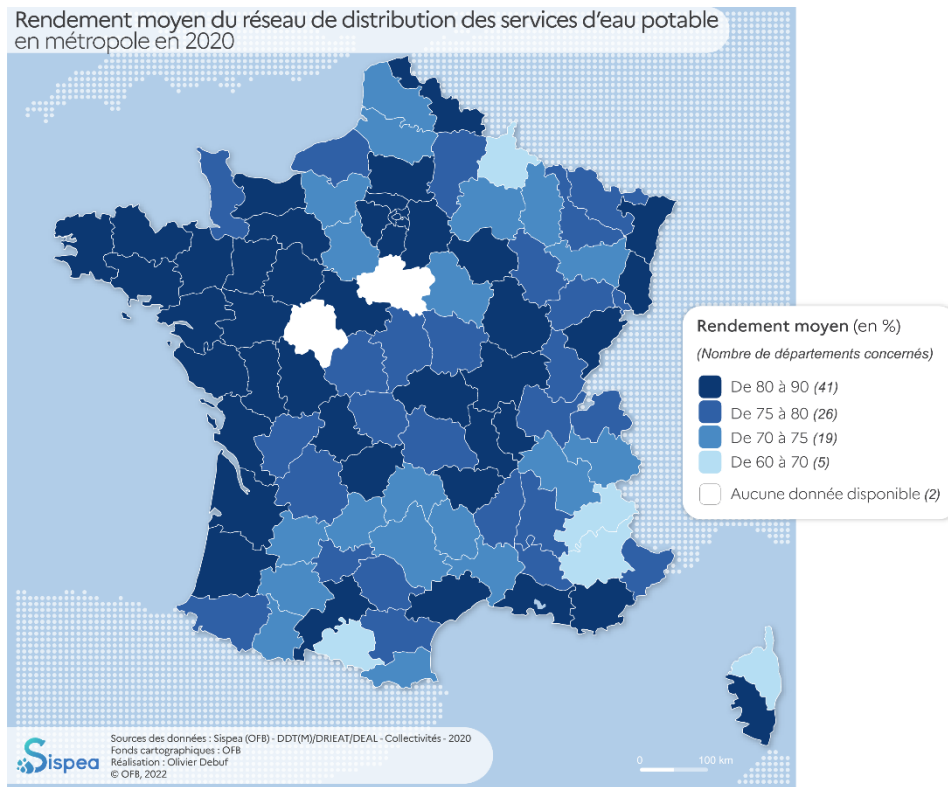 Rendement moyen du réseau de distribution des services d'eau potable
en métropole en 2020
Rendement moyen (en %)
(Nombre de départements concernés)
De 80 à 90 (41)
De 75 à 80 (26)
De 70 à 75 (19)
De 60 à 70 (5)
Aucune donnée disponible (2)
Sispea
Sources des données : Sispea (OFB) - DDT(M)/DRIEAT/DEAL - Collectivités - 2020
Fonds cartographiques : OFB
Réalisation : Olivier Debuf
© OFB, 2022
0 100 km